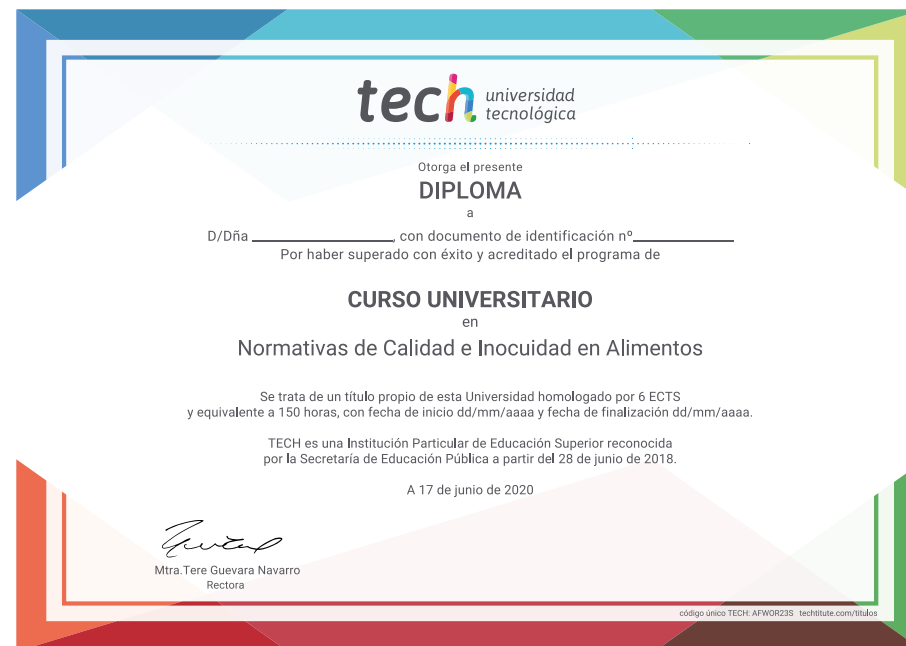 tech universidad
tecnológica
Otorga el presente
DIPLOMA
a
D/Dña ____________________, con documento de identificación nº______________
Por haber superado con éxito y acreditado el programa de
CURSO UNIVERSITARIO
en
Normativas de Calidad e Inocuidad en Alimentos
Se trata de un título propio de esta Universidad homologado por 6 ECTS
y equivalente a 150 horas, con fecha de inicio dd/mm/aaaa y fecha de finalización dd/mm/aaaa.
TECH es una Institución Particular de Educación Superior reconocida
por la Secretaría de Educación Pública a partir del 28 de junio de 2018.
A 17 de junio de 2020
Mtra.Tere Guevara Navarro
Rectora
código único TECH: AFWOR23S techtitute.com/titulos